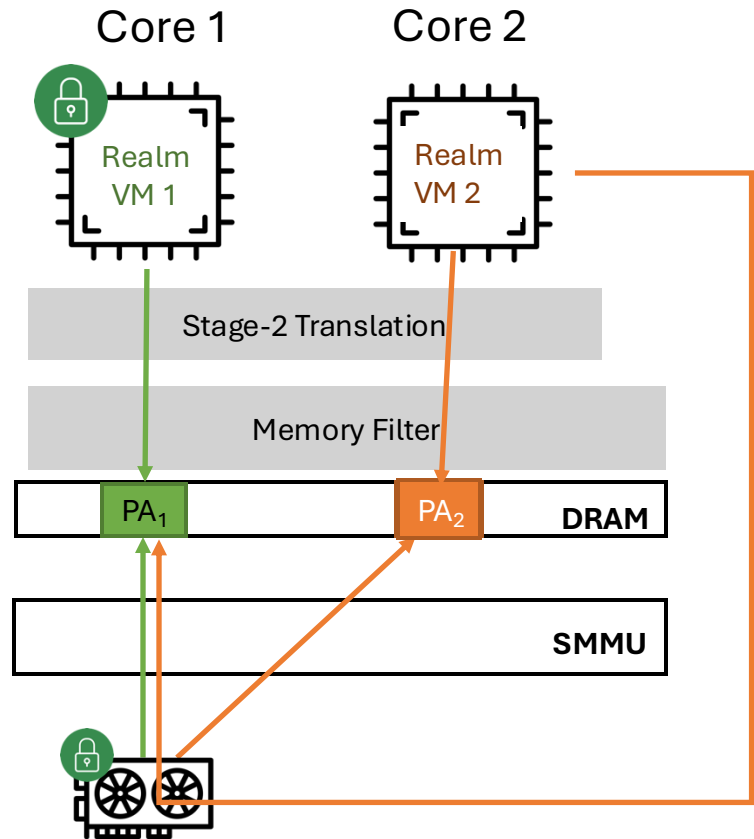 Core 1
Core 2
Realm
VM 1
Realm
VM 2
Stage-2 Translation
Memory Filter
PA₁
PA₂
DRAM
SMMU